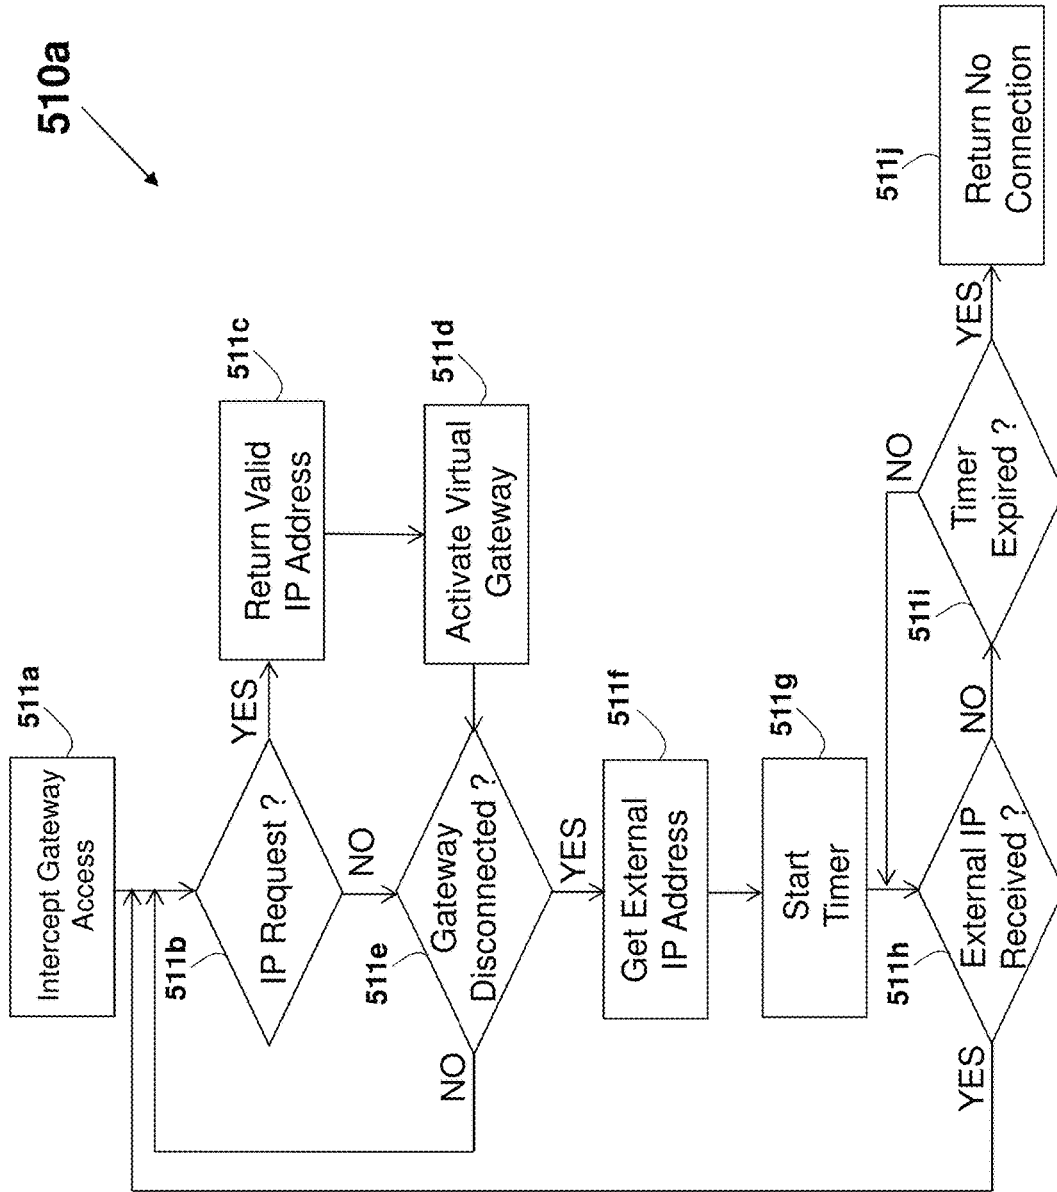 510a
511a
Intercept Gateway
Access
511b
IP Request ?
YES
NO
511c
Return Valid
IP Address
511d
Activate Virtual
Gateway
511e
Gateway
Disconnected ?
NO
YES
511f
Get External
IP Address
511g
Start
Timer
511h
External IP
Received ?
YES
NO
511i
Timer
Expired ?
NO
YES
511j
Return No
Connection